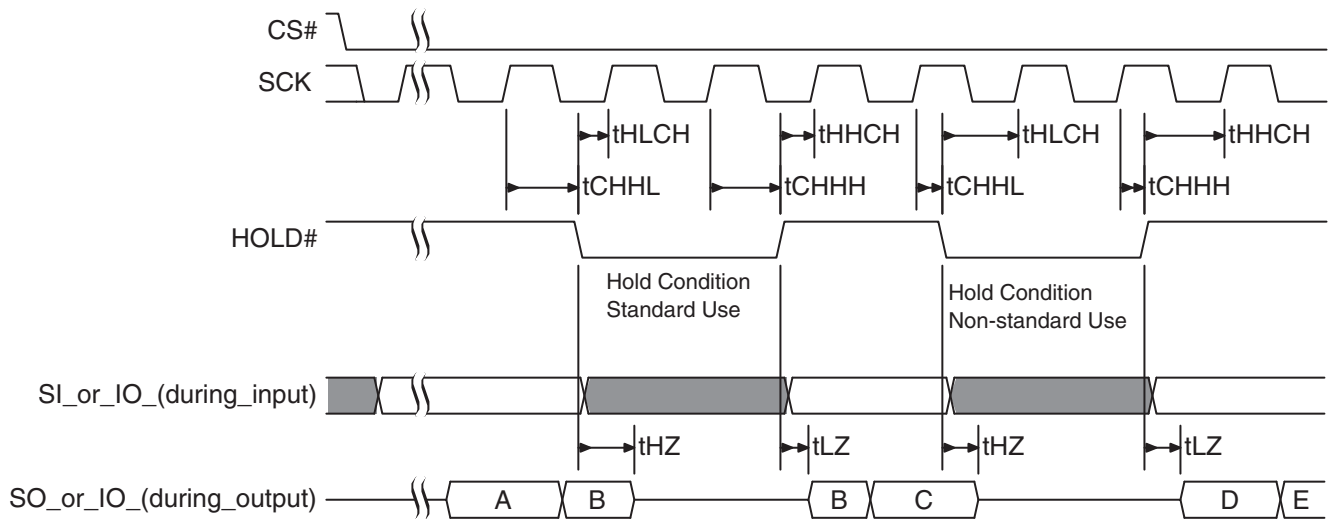 CS#
SCK
tHLCH
tHHCH
tHLCH
tHHCH
tCHHL
tCHHH
tCHHL
tCHHH
HOLD#
Hold Condition
Standard Use
Hold Condition
Non-standard Use
SI_or_IO_(during_input)
tHZ
tLZ
tHZ
tLZ
SO_or_IO_(during_output)
A
B
B
C
D
E